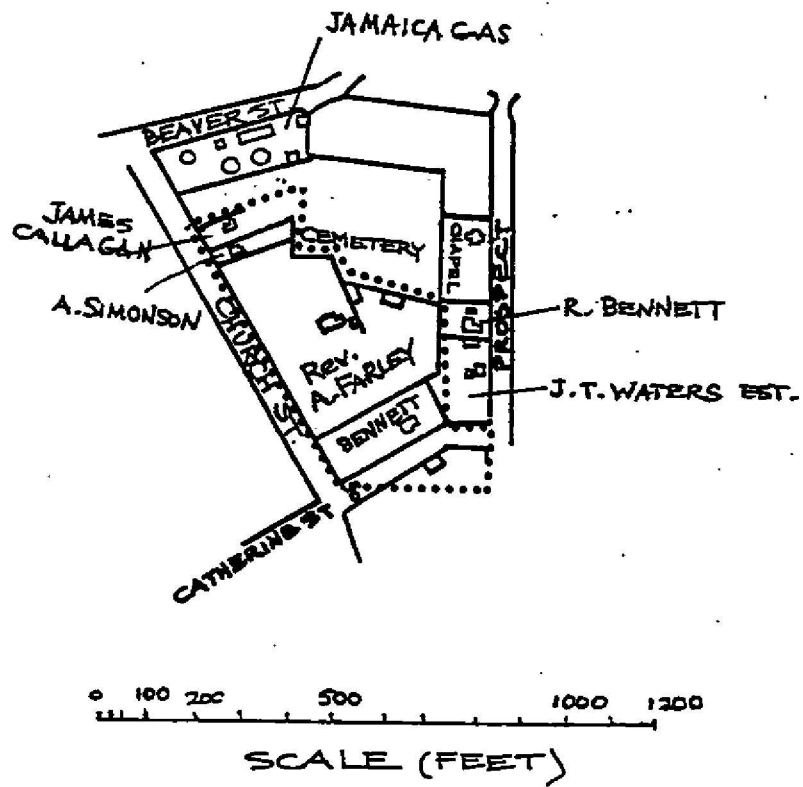 JAMAICA GAS
BEAVER ST.
JAMES
CALLAGAN
CEMETERY
CHAPEL
PROSPECT
A. SIMONSON
R. BENNETT
CHURCH ST.
Rev.
A. FARLEY
J.T. WATERS EST.
BENNETT
CATHERINE ST
0 100 200 500 1000 1200
SCALE (FEET)